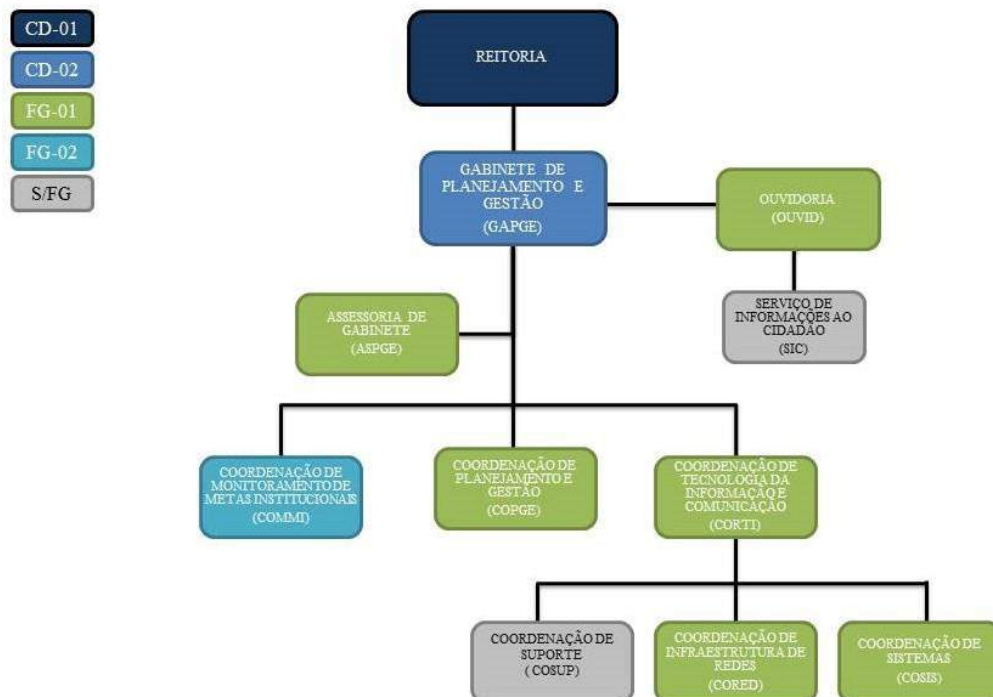 CD-01
CD-02
FG-01
FG-02
S/FG
REITORIA
GABINETE DE
PLANEJAMENTO E
GESTÃO
(GAPGE)
OUVIDORIA
(OUVID)
SERVIÇO DE
INFORMAÇÕES AO
CIDADÃO
(SIC)
ASSESSORIA DE
GABINETE
(ASPGE)
COORDENAÇÃO DE
MONITORAMENTO DE
METAS INSTITUCIONAIS
(COMMI)
COORDENAÇÃO DE
PLANEJAMENTO E
GESTÃO
(COPGE)
COORDENAÇÃO DE
TECNOLOGIA DA
INFORMAÇÃO E
COMUNICAÇÃO
(CORTI)
COORDENAÇÃO DE
SUPORTE
( COSUP)
COORDENAÇÃO DE
INFRAESTRUTURA DE
REDES
(CORED)
COORDENAÇÃO DE
SISTEMAS
(COSIS)